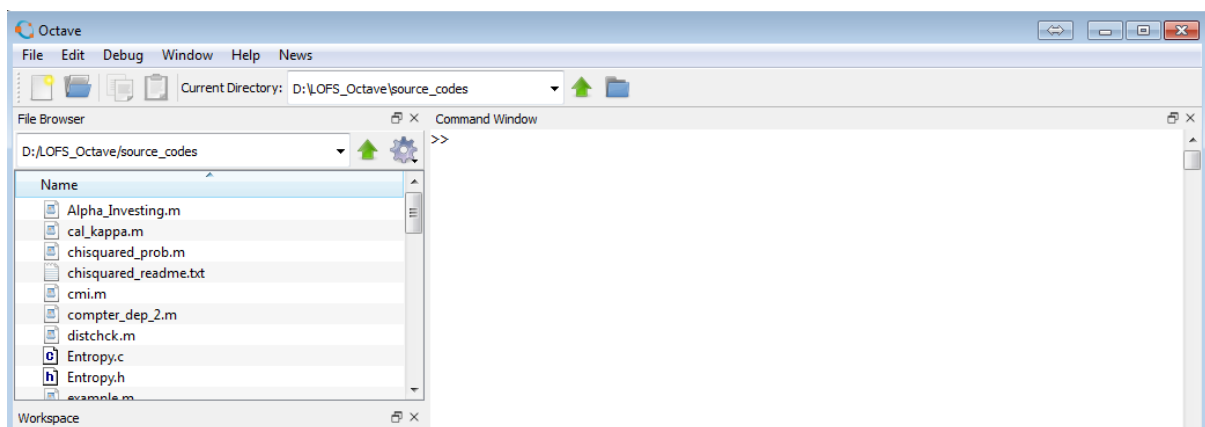 Octave
File Edit Debug Window Help News
Current Directory: D:\LOFS_Octave\source_codes
File Browser
Command Window
D:/LOFS_Octave/source_codes
>>
Name
Alpha_Investing.m
cal_kappa.m
chisquared_prob.m
chisquared_readme.txt
cmi.m
compter_dep_2.m
distchck.m
Entropy.c
Entropy.h
example.m
Workspace